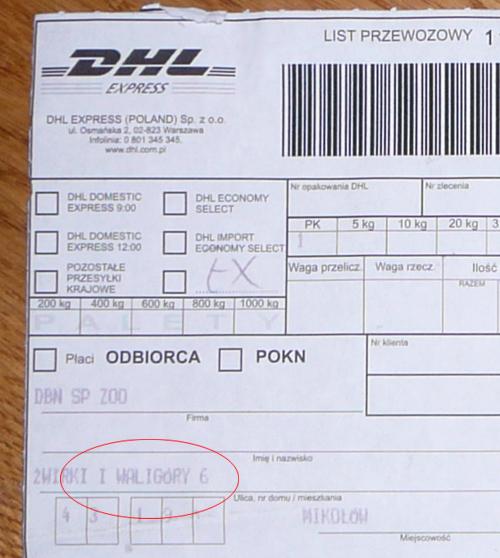 LIST PRZEWOZOWY 1
DHL
EXPRESS
DHL EXPRESS (POLAND) Sp. z o.o.
ul. Osmańska 2, 02-823 Warszawa
Infolinia: 0 801 345 345,
www.dhl.com.pl
Nr opakowania DHL
Nr zlecenia
DHL DOMESTIC EXPRESS 9:00
DHL ECONOMY SELECT
DHL DOMESTIC EXPRESS 12:00
DHL IMPORT ECONOMY SELECT
POZOSTAŁE PRZESYŁKI KRAJOWE
EX
PK 5 kg 10 kg 20 kg 3
1
Waga przelicz. Waga rzecz. Ilość
RAZEM
200 kg 400 kg 600 kg 800 kg 1000 kg
PALETY
Płaci ODBIORCA POKN
Nr klienta
DBN SP ZOO
Firma
Imię i nazwisko
ŻWIRKI I WALIGÓRY 6
Ulica, nr domu / mieszkania
43 19
MIKOŁÓW
Miejscowość